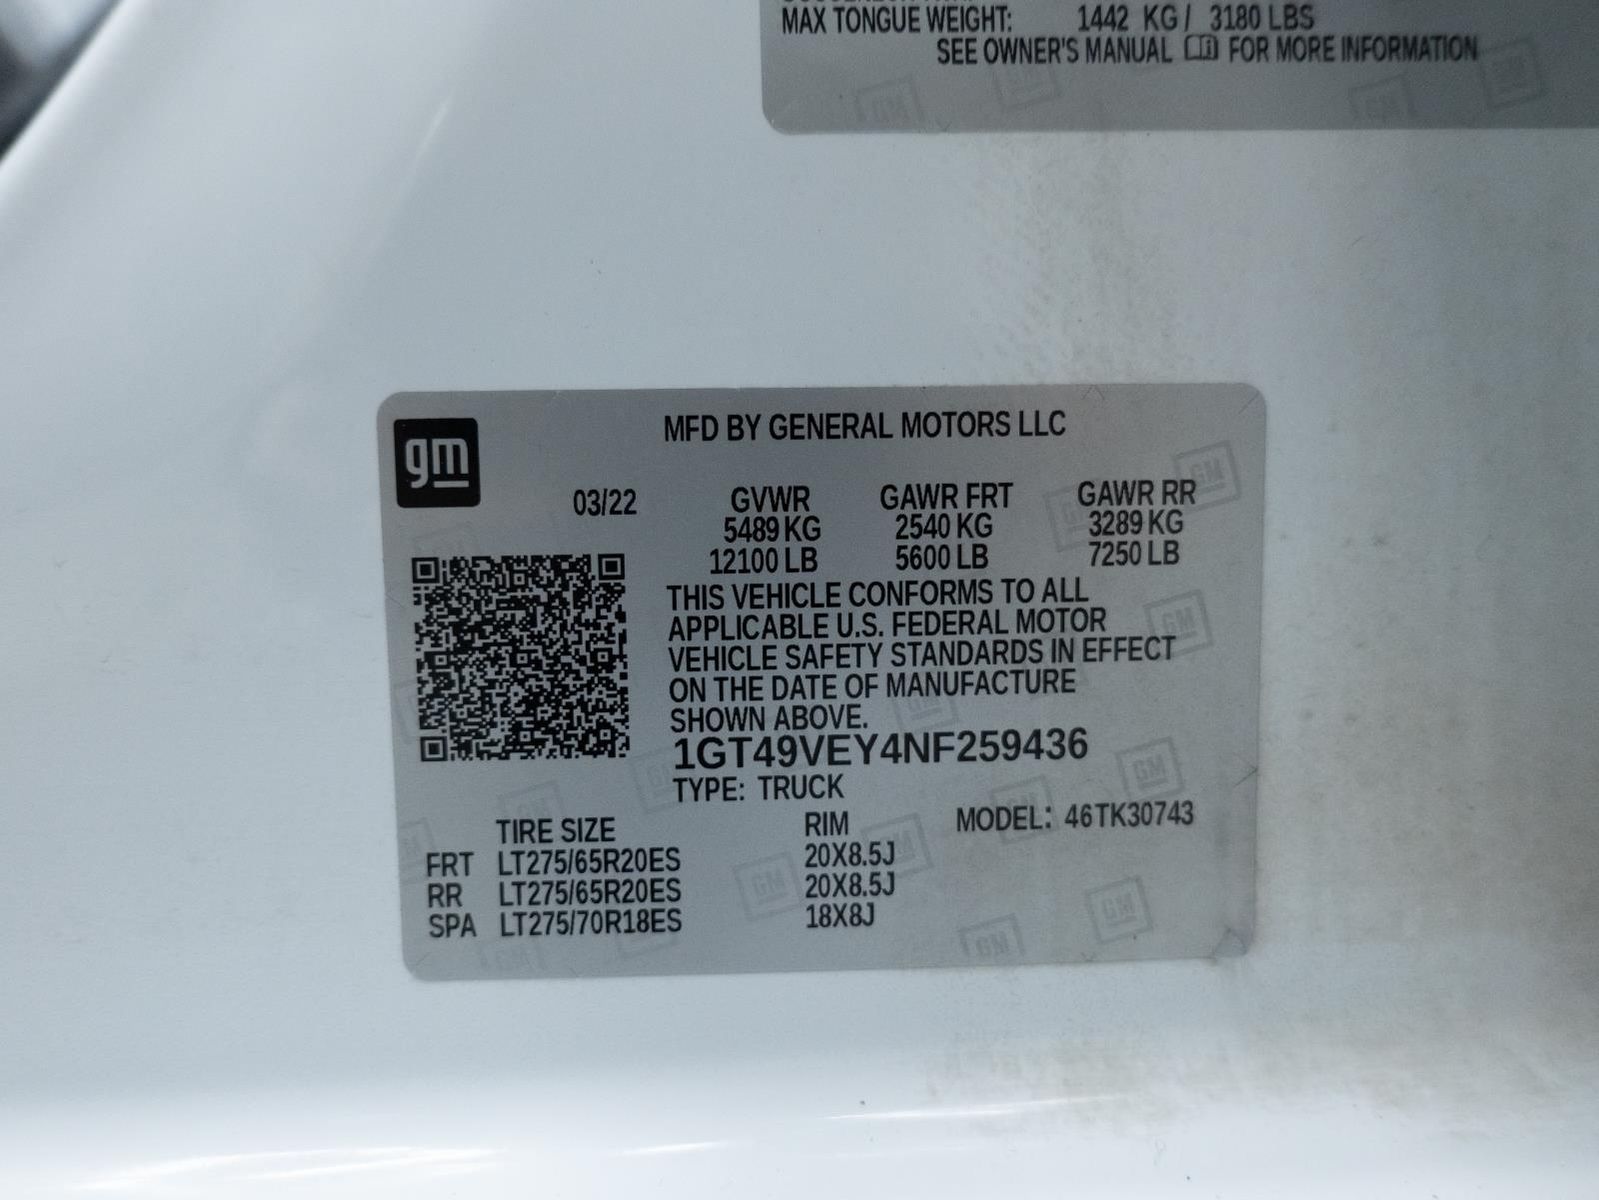 MAX TONGUE WEIGHT: 1442 KG / 3180 LBS
SEE OWNER'S MANUAL FOR MORE INFORMATION
gm
MFD BY GENERAL MOTORS LLC
03/22 GVWR GAWR FRT GAWR RR
5489 KG 2540 KG 3289 KG
12100 LB 5600 LB 7250 LB
THIS VEHICLE CONFORMS TO ALL
APPLICABLE U.S. FEDERAL MOTOR
VEHICLE SAFETY STANDARDS IN EFFECT
ON THE DATE OF MANUFACTURE
SHOWN ABOVE.
1GT49VEY4NF259436
TYPE: TRUCK
TIRE SIZE RIM MODEL: 46TK30743
FRT LT275/65R20ES 20X8.5J
RR LT275/65R20ES 20X8.5J
SPA LT275/70R18ES 18X8J